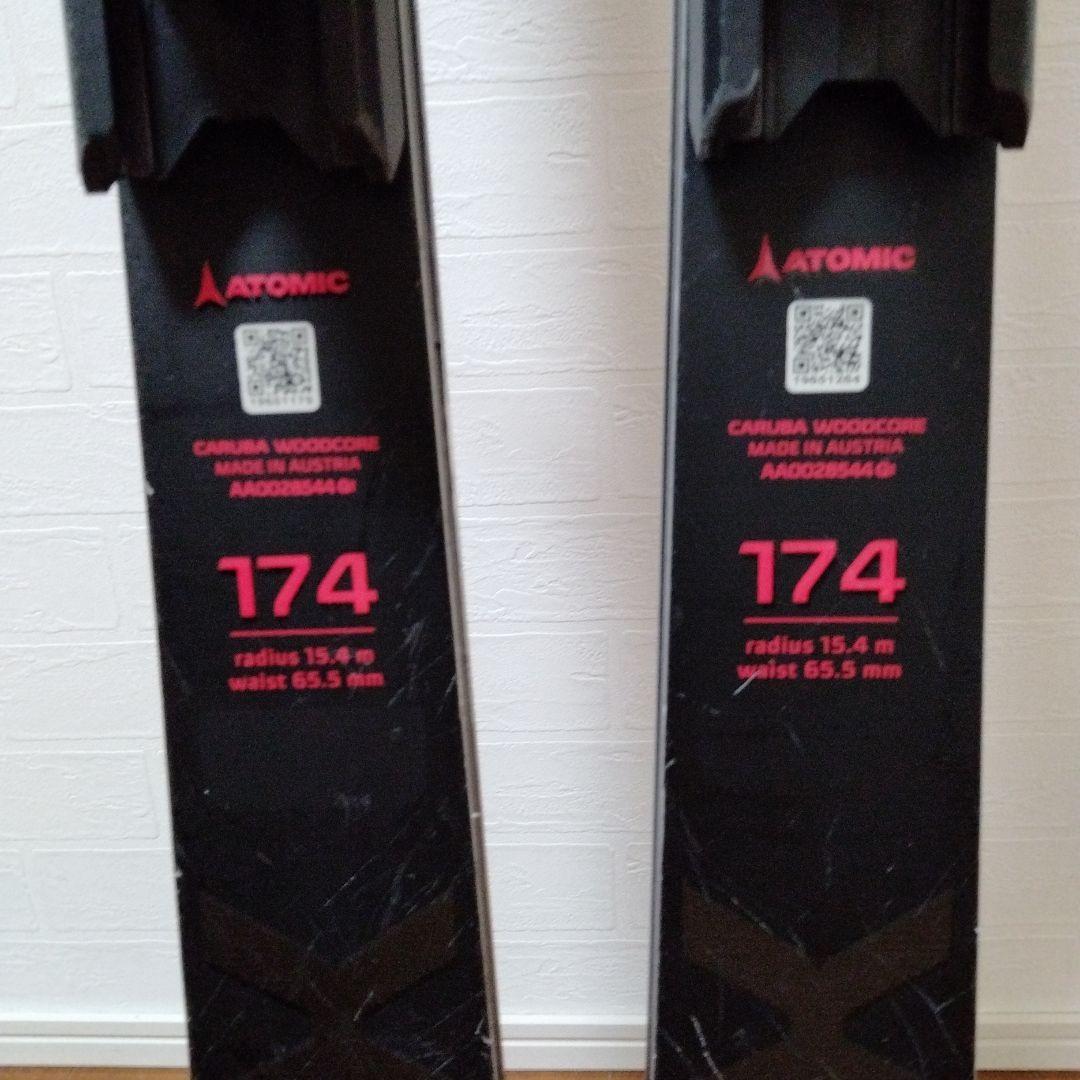 ATOMIC
CARUBA WOODCORE
MADE IN AUSTRIA
174
radius 15.4 m
waist 65.5 mm
ATOMIC
19651264
CARUBA WOODCORE
MADE IN AUSTRIA
174
radius 15.4 m
waist 65.5 mm